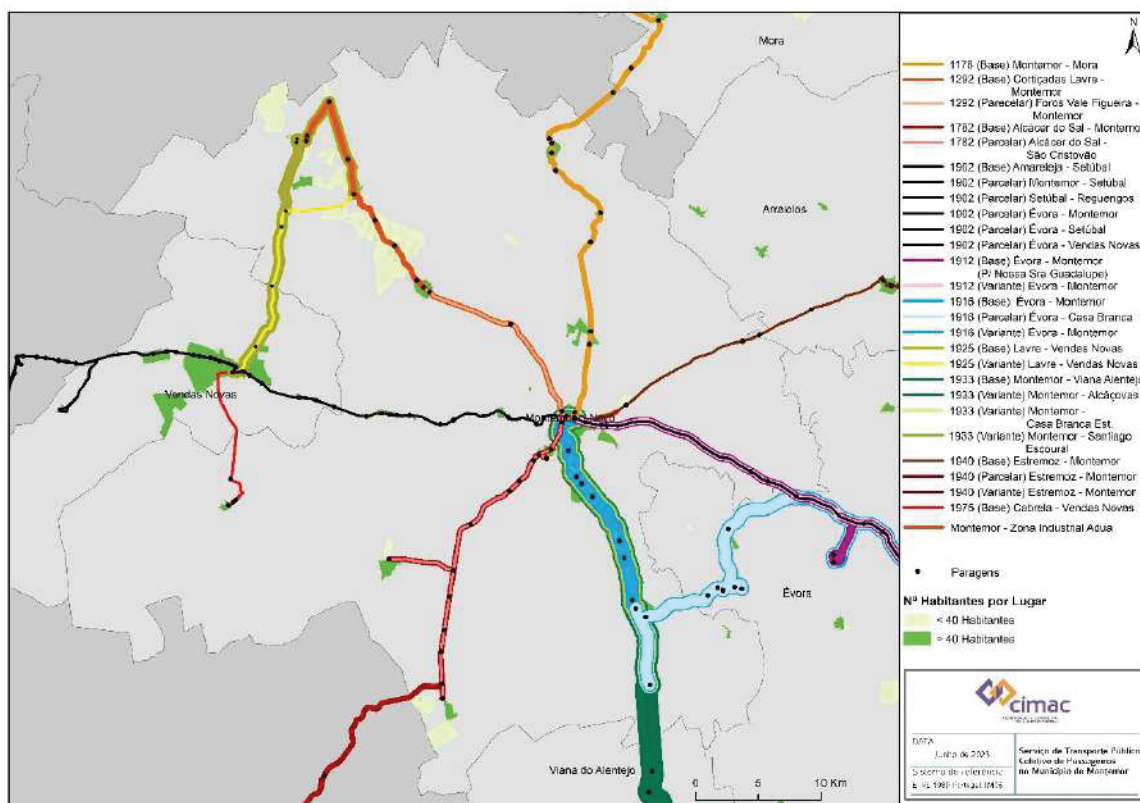 Mora
Arraiolos
Vendas Novas
Évora
Viana do Alentejo
0 5 10 Km
N
1178 (Base) Montemor - Mora
1292 (Base) Cortiçadas Lavre -
Montemor
1292 (Parecelar) Foros Vale Figueira -
Montemor
1782 (Base) Alcácer do Sal - Montemor
1782 (Parcelar) Alcácer do Sal -
São Cristovão
1902 (Base) Amareleja - Setúbal
1902 (Parcelar) Montemor - Setubal
1902 (Parcelar) Setúbal - Reguengos
1902 (Parcelar) Évora - Montemor
1902 (Parcelar) Évora - Setúbal
1902 (Parcelar) Évora - Vendas Novas
1912 (Base) Évora - Montemor
(P/ Nossa Sra Guadalupe)
1912 (Variante) Evora - Montemor
1916 (Base) Évora - Montemor
1916 (Parcelar) Évora - Casa Branca
1916 (Variante) Évora - Montemor
1925 (Base) Lavre - Vendas Novas
1925 (Variante) Lavre - Vendas Novas
1933 (Base) Montemor - Viana Alentejo
1933 (Variante) Montemor - Alcáçovas
1933 (Variante) Montemor -
Casa Branca Est.
1933 (Variante) Montemor - Santiago
Escoural
1940 (Base) Estremoz - Montemor
1940 (Parcelar) Estremoz - Montemor
1940 (Variante) Estremoz - Montemor
1975 (Base) Cabrela - Vendas Novas
Montemor - Zona Industrial Adua
Paragens
Nº Habitantes por Lugar
< 40 Habitantes
> 40 Habitantes
cimac
DATA
Junho de 2023
Sistema de referência
Serviço de Transporte Público
Coletivo de Passageiros
no Município de Montemor